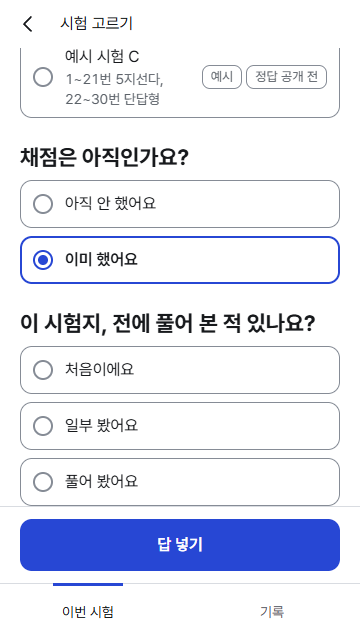 시험 고르기
예시 시험 C
1~21번 5지선다,
22~30번 단답형
예시
정답 공개 전
채점은 아직인가요?
아직 안 했어요
이미 했어요
이 시험지, 전에 풀어 본 적 있나요?
처음이에요
일부 봤어요
풀어 봤어요
답 넣기
이번 시험
기록